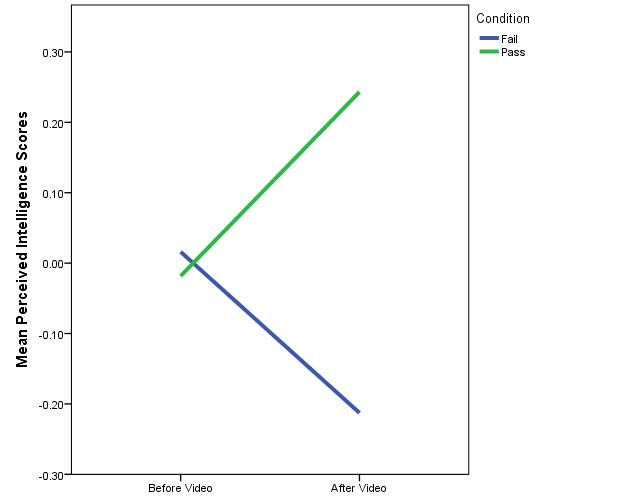 Condition
Fail
Pass
Mean Perceived Intelligence Scores
0.30
0.20
0.10
0.00
-0.10
-0.20
-0.30
Before Video
After Video